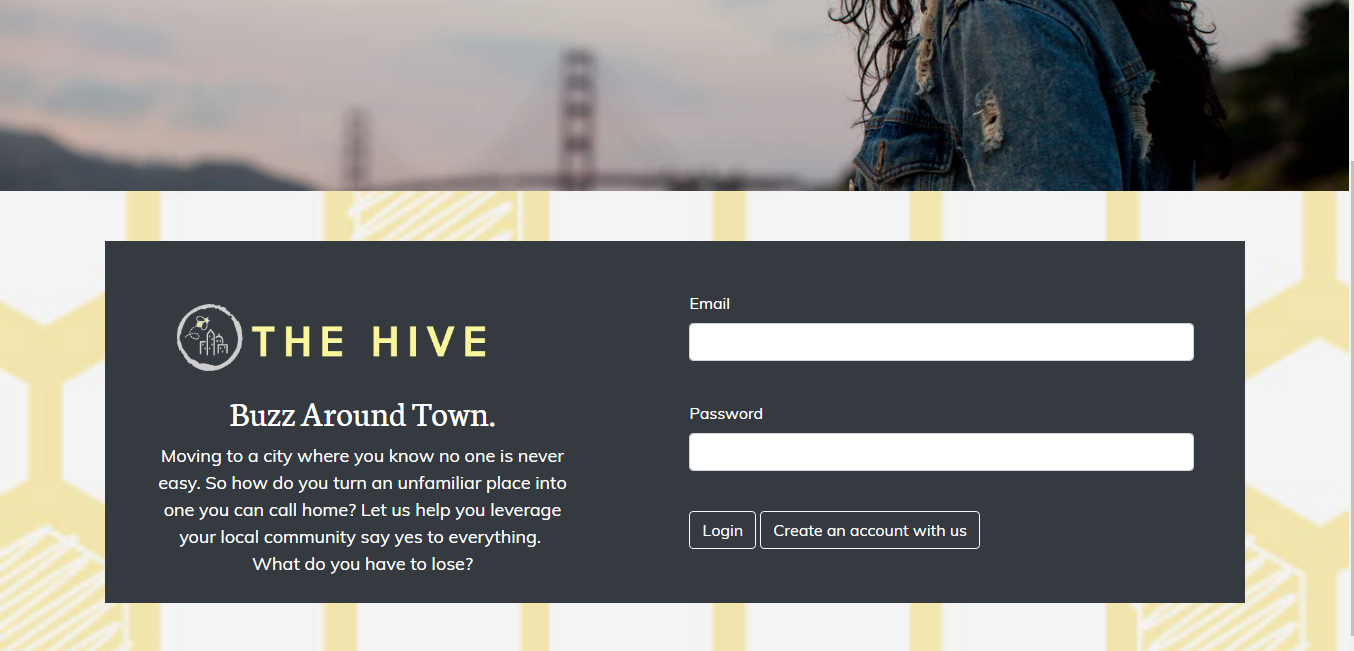 THE HIVE
Buzz Around Town.
Moving to a city where you know no one is never
easy. So how do you turn an unfamiliar place into
one you can call home? Let us help you leverage
your local community say yes to everything.
What do you have to lose?
Email
Password
Login
Create an account with us